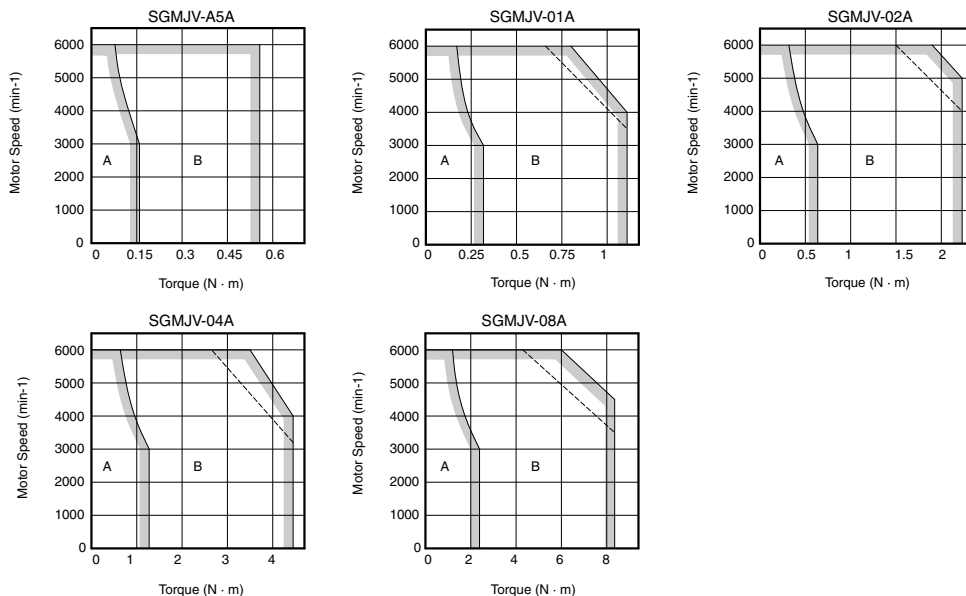 SGMJV-A5A
Motor Speed (min-1)
6000
5000
4000
3000
2000
1000
0
A
B
0 0.15 0.3 0.45 0.6
Torque (N · m)
SGMJV-01A
Motor Speed (min-1)
6000
5000
4000
3000
2000
1000
0
A
B
0 0.25 0.5 0.75 1
Torque (N · m)
SGMJV-02A
Motor Speed (min-1)
6000
5000
4000
3000
2000
1000
0
A
B
0 0.5 1 1.5 2
Torque (N · m)
SGMJV-04A
Motor Speed (min-1)
6000
5000
4000
3000
2000
1000
0
A
B
0 1 2 3 4
Torque (N · m)
SGMJV-08A
Motor Speed (min-1)
6000
5000
4000
3000
2000
1000
0
A
B
0 2 4 6 8
Torque (N · m)